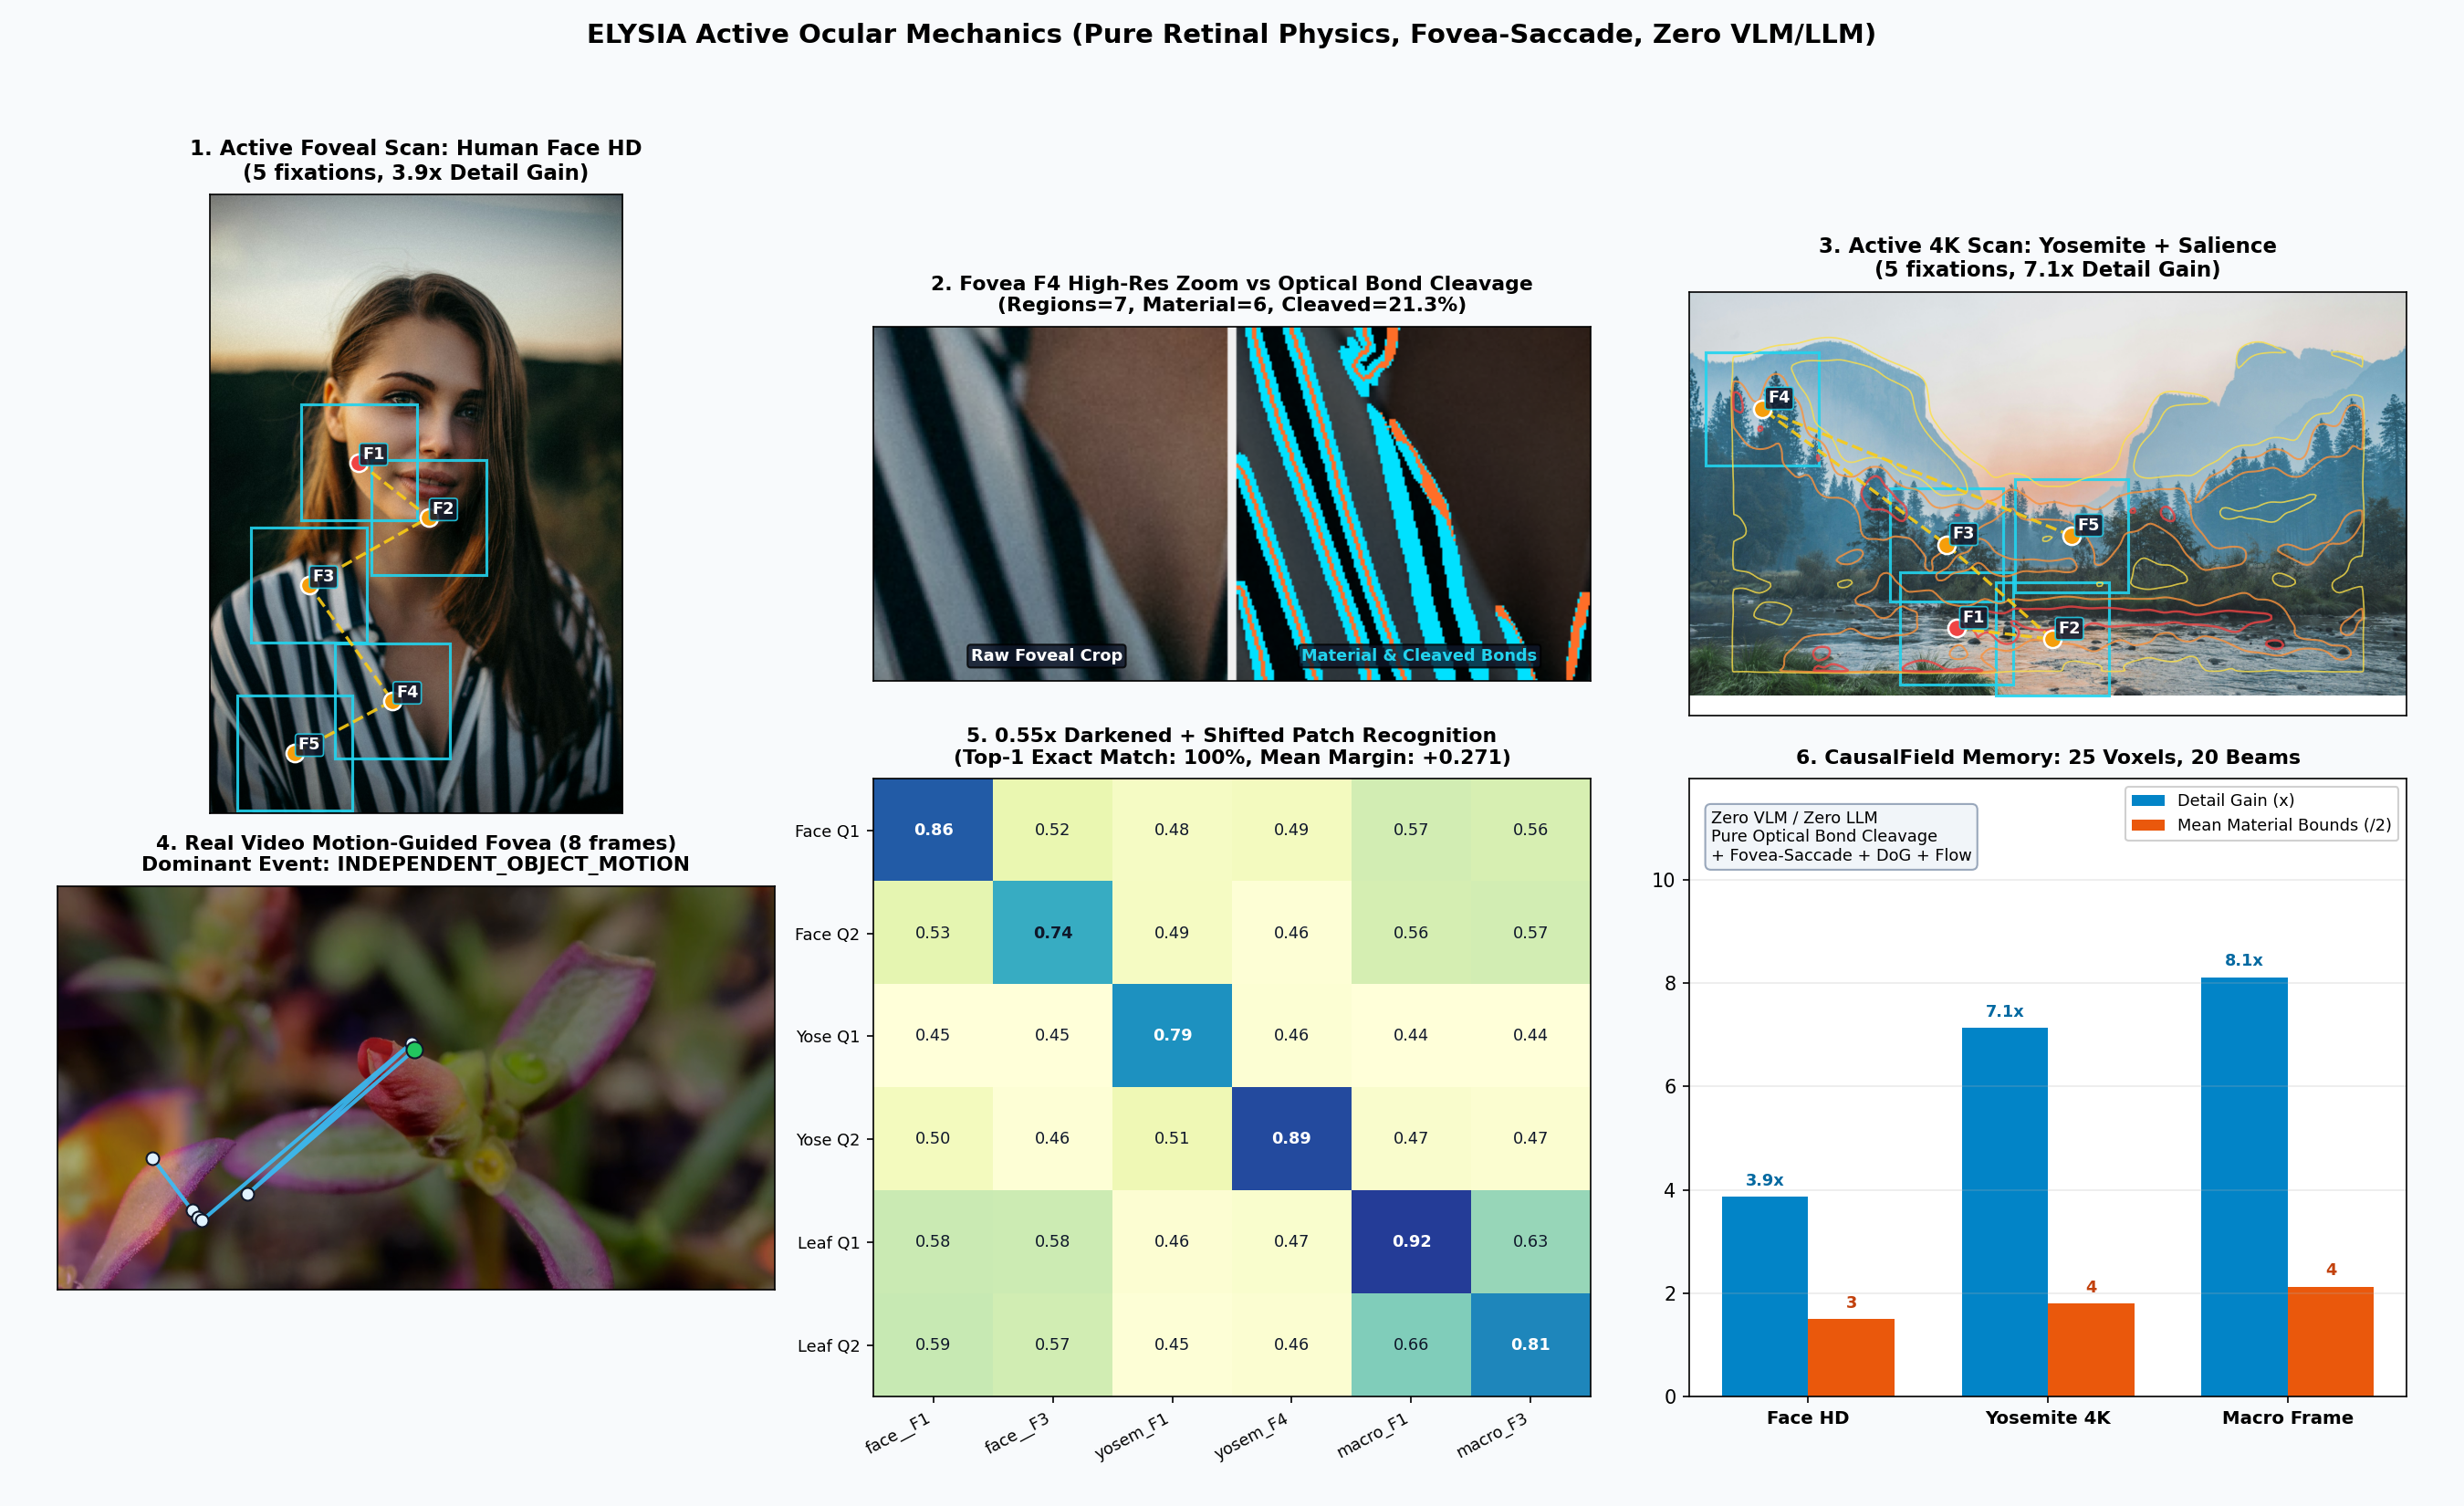 ELYSIA Active Ocular Mechanics (Pure Retinal Physics, Fovea-Saccade, Zero VLM/LLM)
1. Active Foveal Scan: Human Face HD
(5 fixations, 3.9x Detail Gain)
F1
F2
F3
F4
F5
2. Fovea F4 High-Res Zoom vs Optical Bond Cleavage
(Regions=7, Material=6, Cleaved=21.3%)
Raw Foveal Crop
Material & Cleaved Bonds
3. Active 4K Scan: Yosemite + Salience
(5 fixations, 7.1x Detail Gain)
F4
F3
F5
F1
F2
4. Real Video Motion-Guided Fovea (8 frames)
Dominant Event: INDEPENDENT_OBJECT_MOTION
5. 0.55x Darkened + Shifted Patch Recognition
(Top-1 Exact Match: 100%, Mean Margin: +0.271)
Face Q1 0.86 0.52 0.48 0.49 0.57 0.56
Face Q2 0.53 0.74 0.49 0.46 0.56 0.57
Yose Q1 0.45 0.45 0.79 0.46 0.44 0.44
Yose Q2 0.50 0.46 0.51 0.89 0.47 0.47
Leaf Q1 0.58 0.58 0.46 0.47 0.92 0.63
Leaf Q2 0.59 0.57 0.45 0.46 0.66 0.81
face__F1 face__F3 yosem_F1 yosem_F4 macro_F1 macro_F3
6. CausalField Memory: 25 Voxels, 20 Beams
Zero VLM / Zero LLM
Pure Optical Bond Cleavage
+ Fovea-Saccade + DoG + Flow
Detail Gain (x)
Mean Material Bounds (/2)
10
8
6
4
2
0
3.9x
3
7.1x
4
8.1x
4
Face HD Yosemite 4K Macro Frame